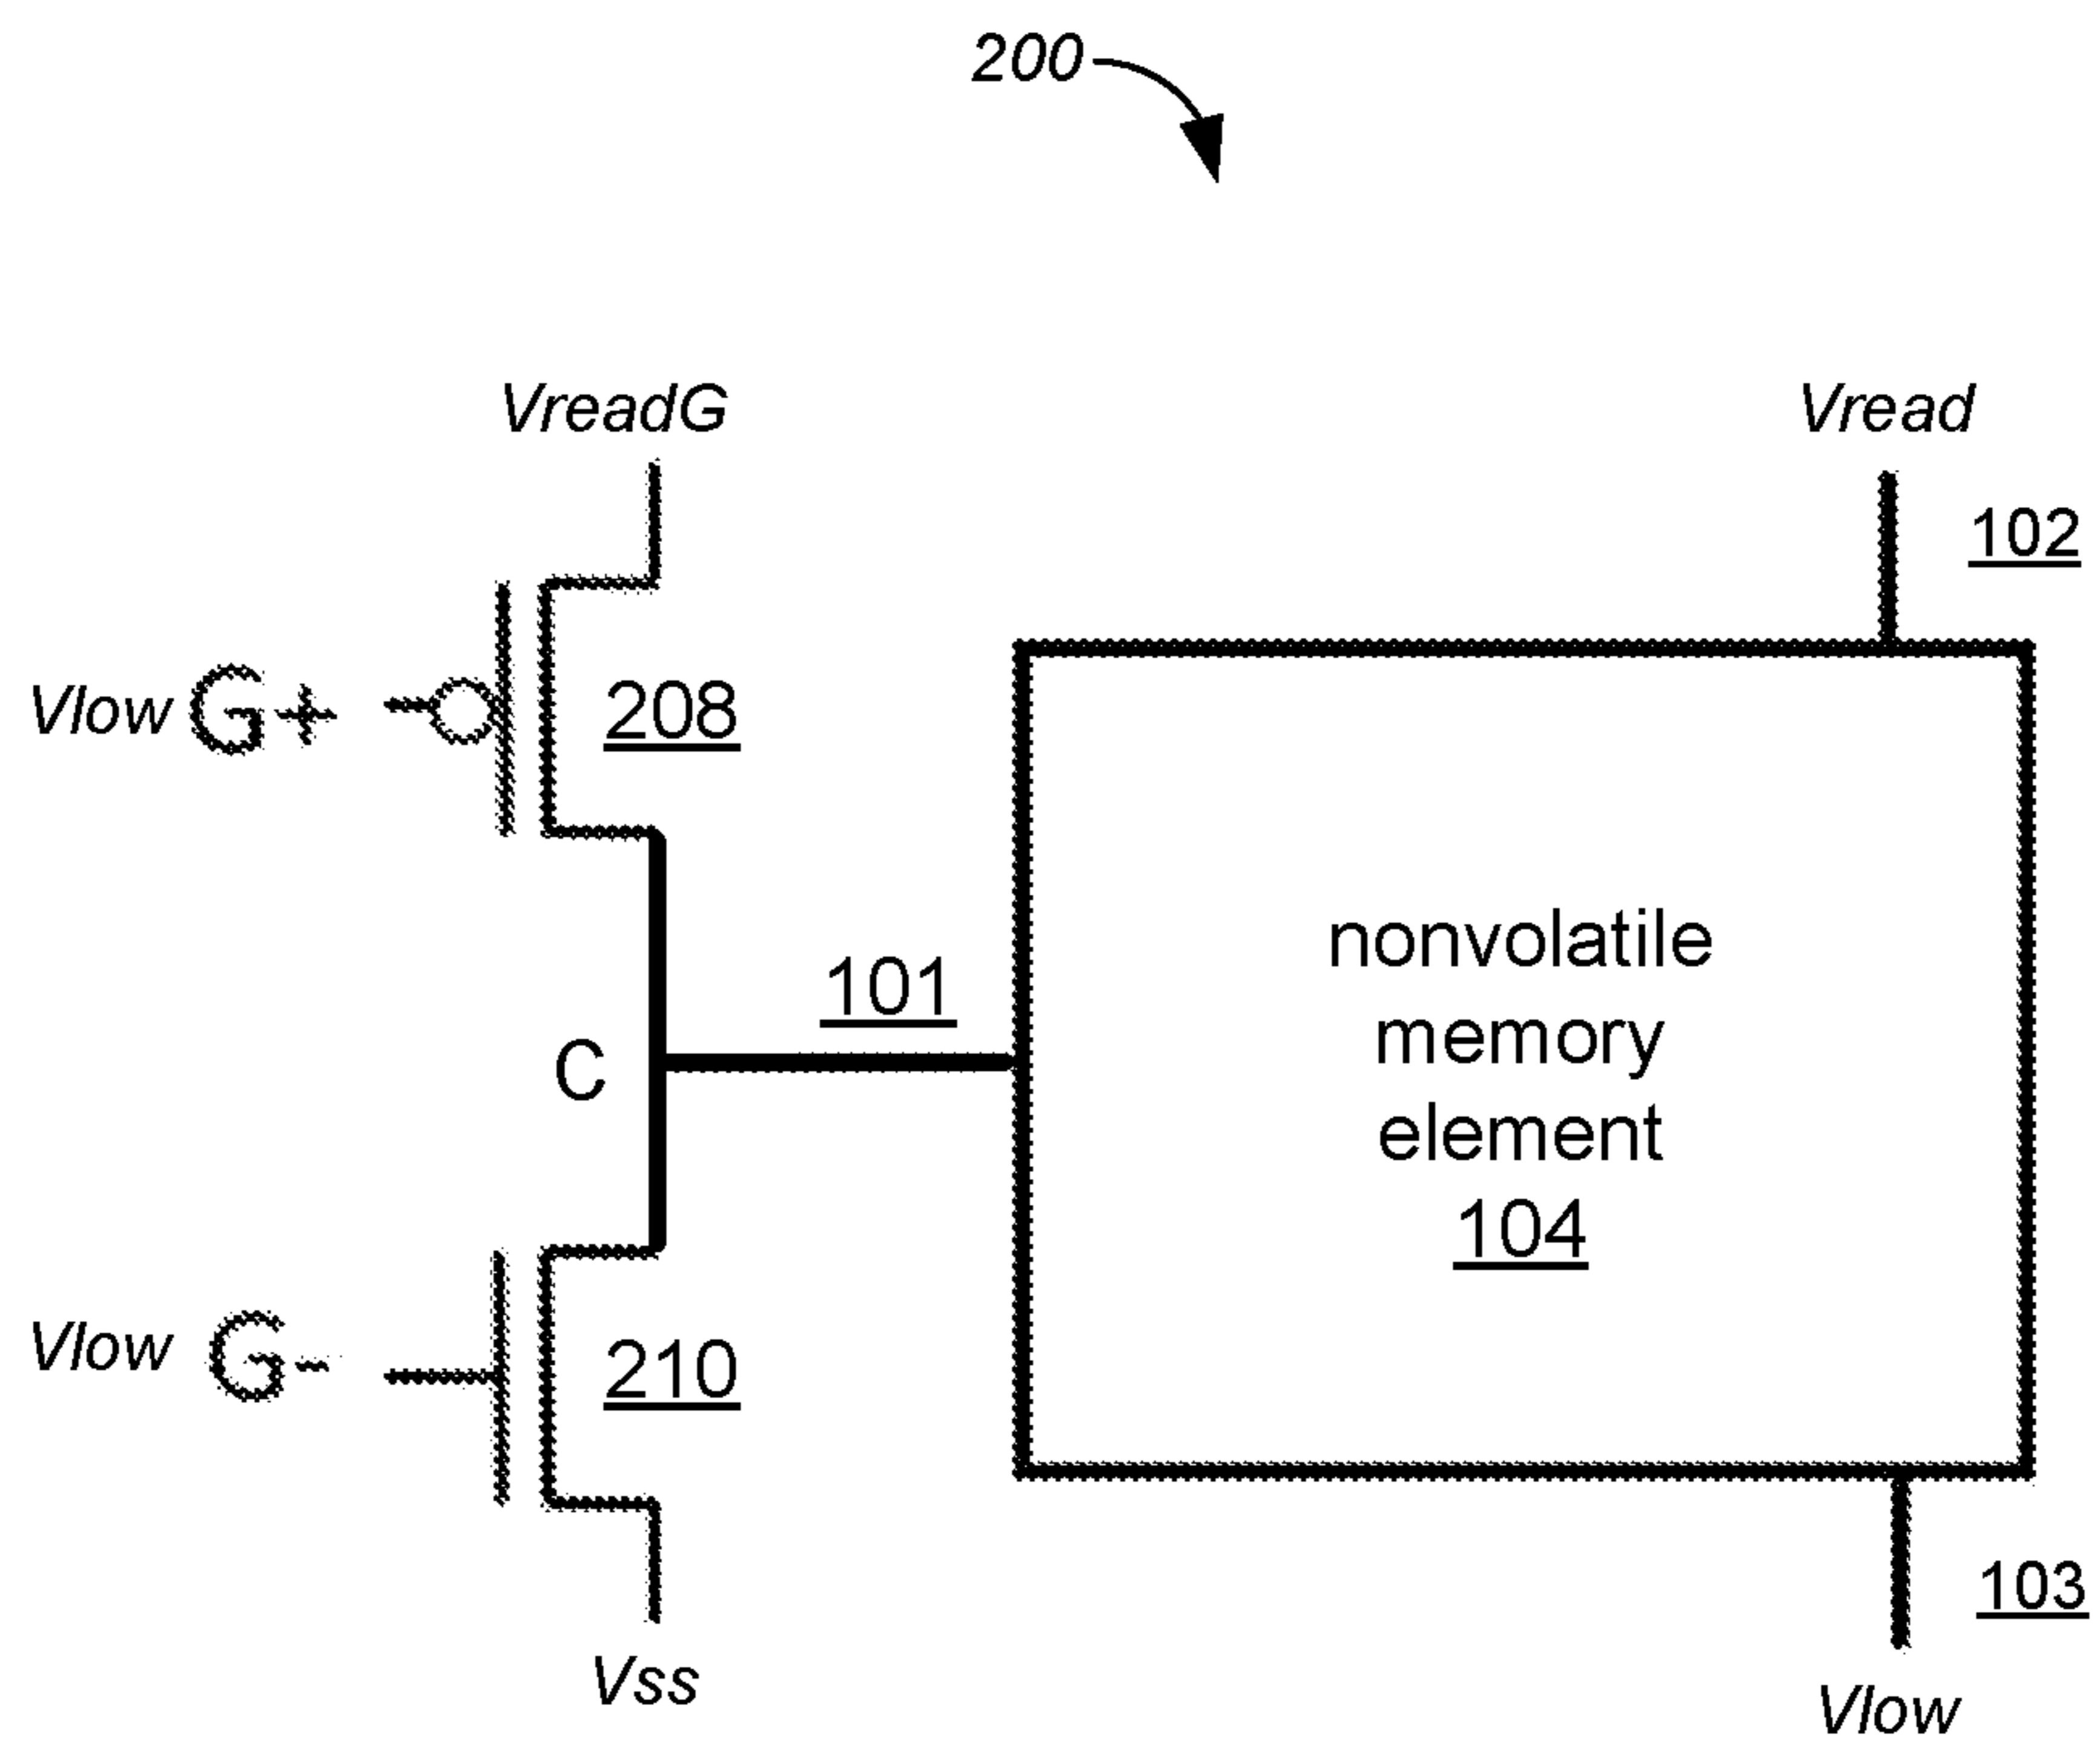 200
VreadG
Vread
102
Vlow G+
208
101
C
nonvolatile
memory
element
104
Vlow G-
210
103
Vss
Vlow